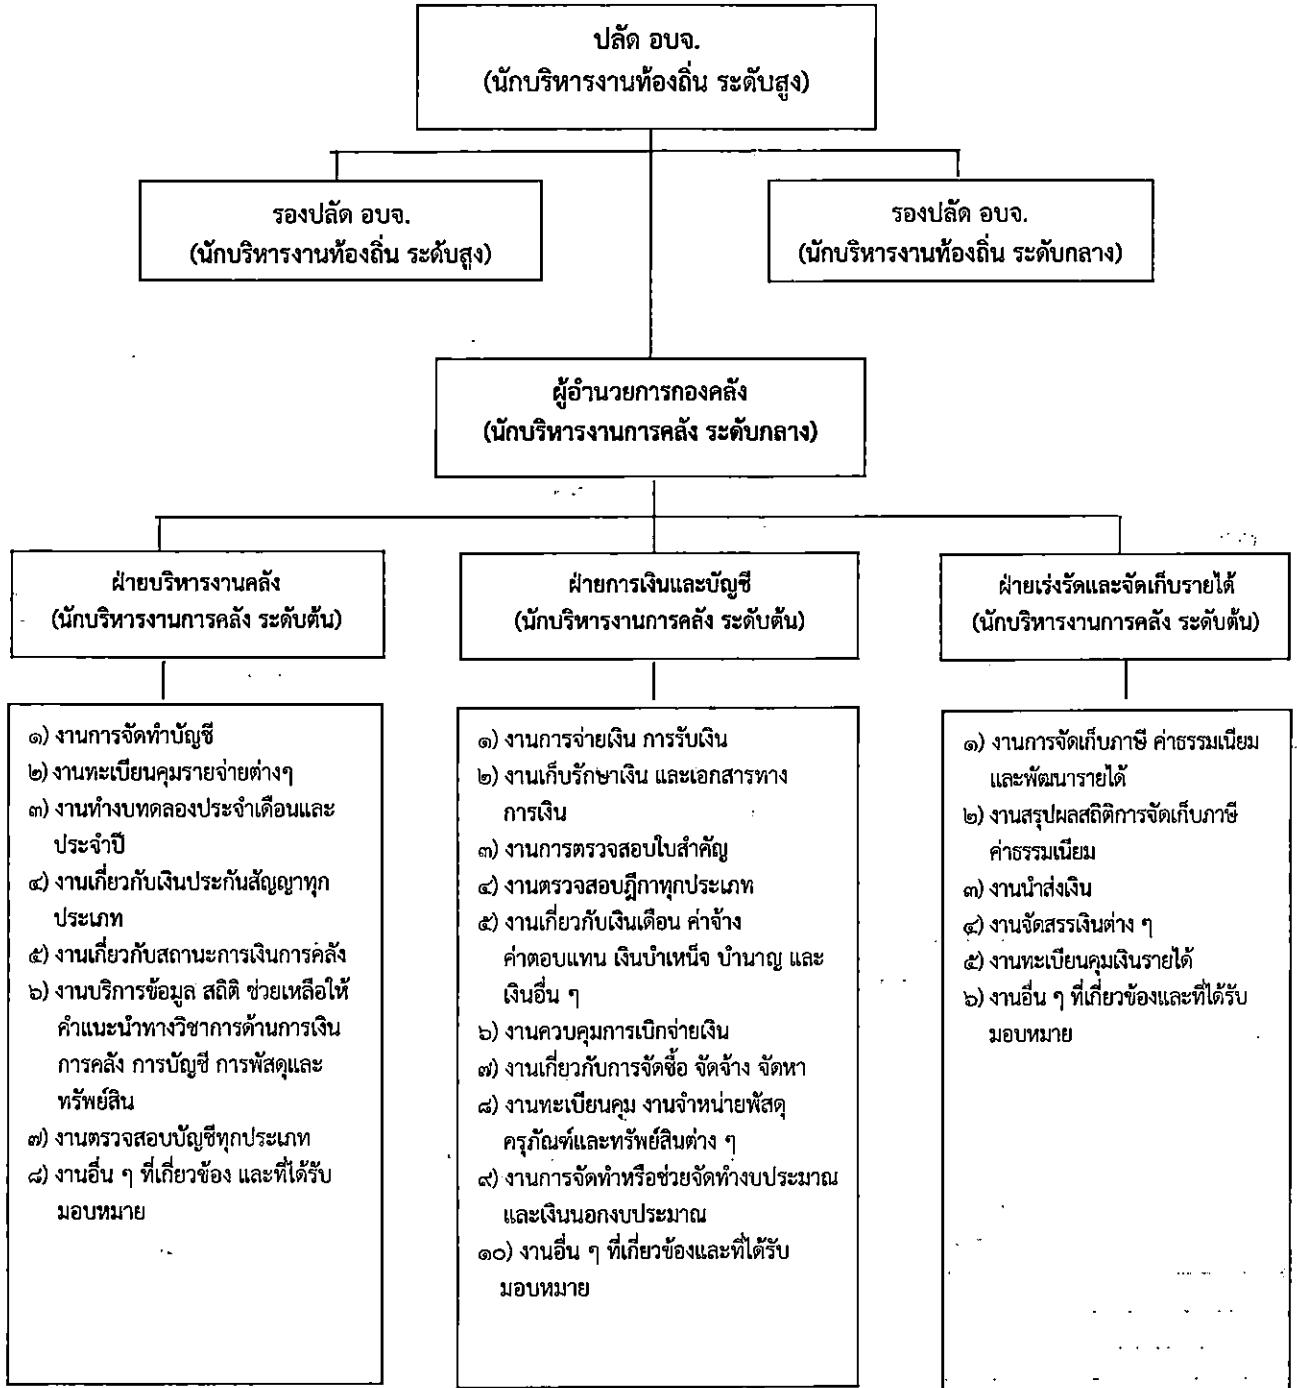 ปลัด อบจ.
(นักบริหารงานท้องถิ่น ระดับสูง)
รองปลัด อบจ.
(นักบริหารงานท้องถิ่น ระดับสูง)
รองปลัด อบจ.
(นักบริหารงานท้องถิ่น ระดับกลาง)
ผู้อำนวยการกองคลัง
(นักบริหารงานการคลัง ระดับกลาง)
ฝ่ายบริหารงานคลัง
(นักบริหารงานการคลัง ระดับต้น)
๑) งานการจัดทำบัญชี
๒) งานทะเบียนคุมรายจ่ายต่างๆ
๓) งานทำงบทดลองประจำเดือนและ
ประจำปี
๔) งานเกี่ยวกับเงินประกันสัญญาทุก
ประเภท
๕) งานเกี่ยวกับสถานะการเงินการคลัง
๖) งานบริการข้อมูล สถิติ ช่วยเหลือให้
คำแนะนำทางวิชาการด้านการเงิน
การคลัง การบัญชี การพัสดุและ
ทรัพย์สิน
๗) งานตรวจสอบบัญชีทุกประเภท
๘) งานอื่น ๆ ที่เกี่ยวข้อง และที่ได้รับ
มอบหมาย
ฝ่ายการเงินและบัญชี
(นักบริหารงานการคลัง ระดับต้น)
๑) งานการจ่ายเงิน การรับเงิน
๒) งานเก็บรักษาเงิน และเอกสารทาง
การเงิน
๓) งานการตรวจสอบใบสำคัญ
๔) งานตรวจสอบฎีกาทุกประเภท
๕) งานเกี่ยวกับเงินเดือน ค่าจ้าง
ค่าตอบแทน เงินบำเหน็จ บำนาญ และ
เงินอื่น ๆ
๖) งานควบคุมการเบิกจ่ายเงิน
๗) งานเกี่ยวกับการจัดซื้อ จัดจ้าง จัดหา
๘) งานทะเบียนคุม งานจำหน่ายพัสดุ
ครุภัณฑ์และทรัพย์สินต่าง ๆ
๙) งานการจัดทำหรือช่วยจัดทำงบประมาณ
และเงินนอกงบประมาณ
๑๐) งานอื่น ๆ ที่เกี่ยวข้องและที่ได้รับ
มอบหมาย
ฝ่ายเร่งรัดและจัดเก็บรายได้
(นักบริหารงานการคลัง ระดับต้น)
๑) งานการจัดเก็บภาษี ค่าธรรมเนียม
และพัฒนารายได้
๒) งานสรุปผลสถิติการจัดเก็บภาษี
ค่าธรรมเนียม
๓) งานนำส่งเงิน
๔) งานจัดสรรเงินต่าง ๆ
๕) งานทะเบียนคุมเงินรายได้
๖) งานอื่น ๆ ที่เกี่ยวข้องและที่ได้รับ
มอบหมาย